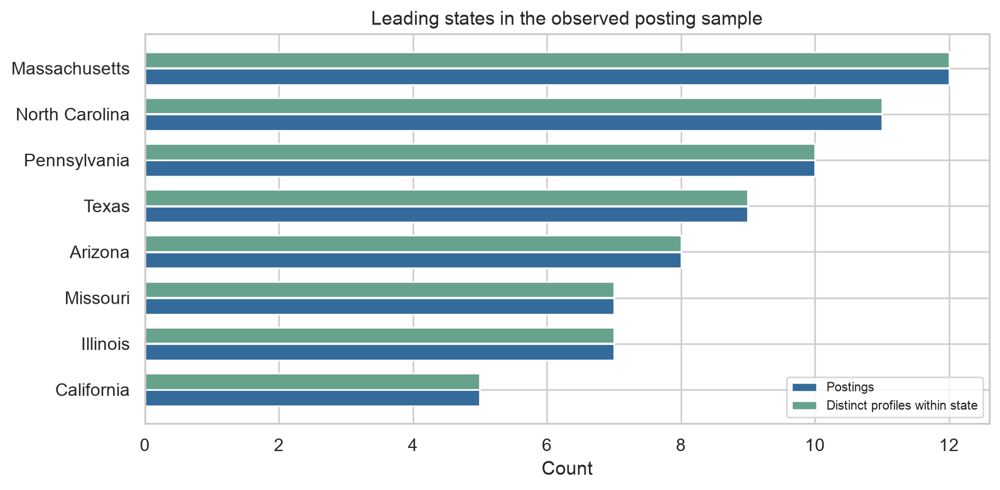 Leading states in the observed posting sample
Massachusetts
North Carolina
Pennsylvania
Texas
Arizona
Missouri
Illinois
California
Postings
Distinct profiles within state
0 2 4 6 8 10 12
Count